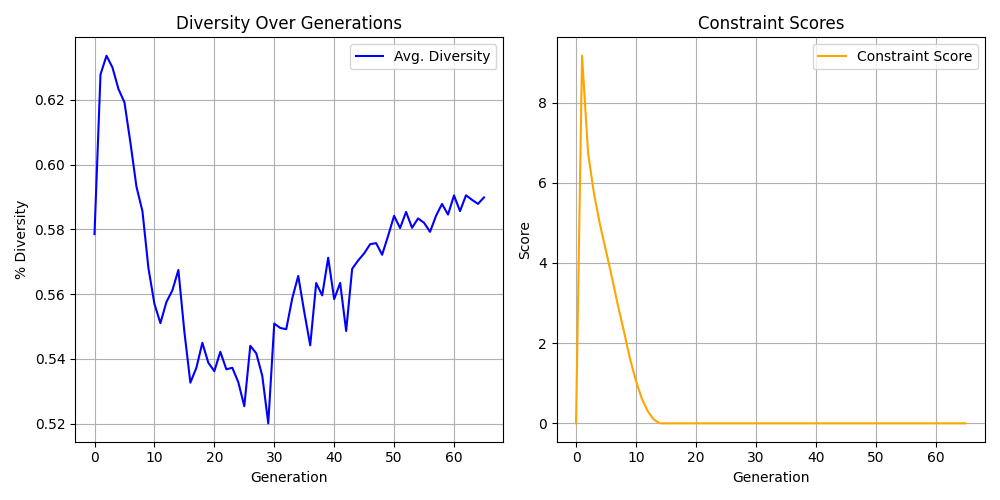 Diversity Over Generations
Avg. Diversity
% Diversity
0.62
0.60
0.58
0.56
0.54
0.52
0 10 20 30 40 50 60
Generation
Constraint Scores
Constraint Score
Score
8
6
4
2
0
0 10 20 30 40 50 60
Generation